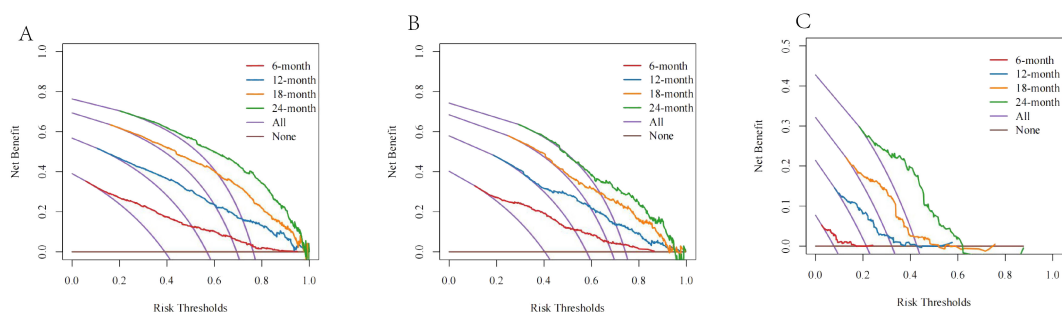 A
Net Benefit
1.0
0.8
0.6
0.4
0.2
0.0
0.0 0.2 0.4 0.6 0.8 1.0
Risk Thresholds
6-month
12-month
18-month
24-month
All
None
B
Net Benefit
1.0
0.8
0.6
0.4
0.2
0.0
0.0 0.2 0.4 0.6 0.8 1.0
Risk Thresholds
6-month
12-month
18-month
24-month
All
None
C
Net Benefit
0.5
0.4
0.3
0.2
0.1
0.0
0.0 0.2 0.4 0.6 0.8 1.0
Risk Thresholds
6-month
12-month
18-month
24-month
All
None